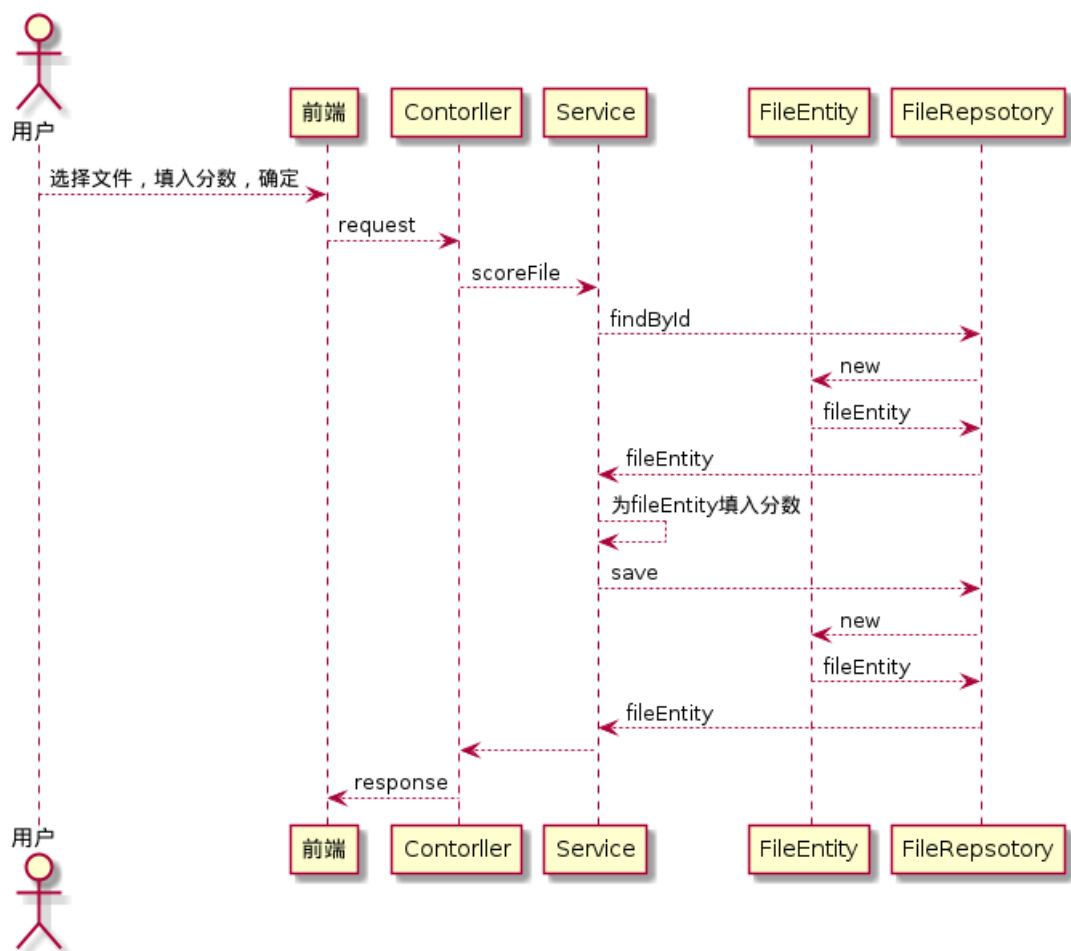 用户
前端
Contorller
Service
FileEntity
FileRepsotory
选择文件，填入分数，确定
request
scoreFile
findById
new
fileEntity
fileEntity
为fileEntity填入分数
save
new
fileEntity
fileEntity
response
用户
前端
Contorller
Service
FileEntity
FileRepsotory